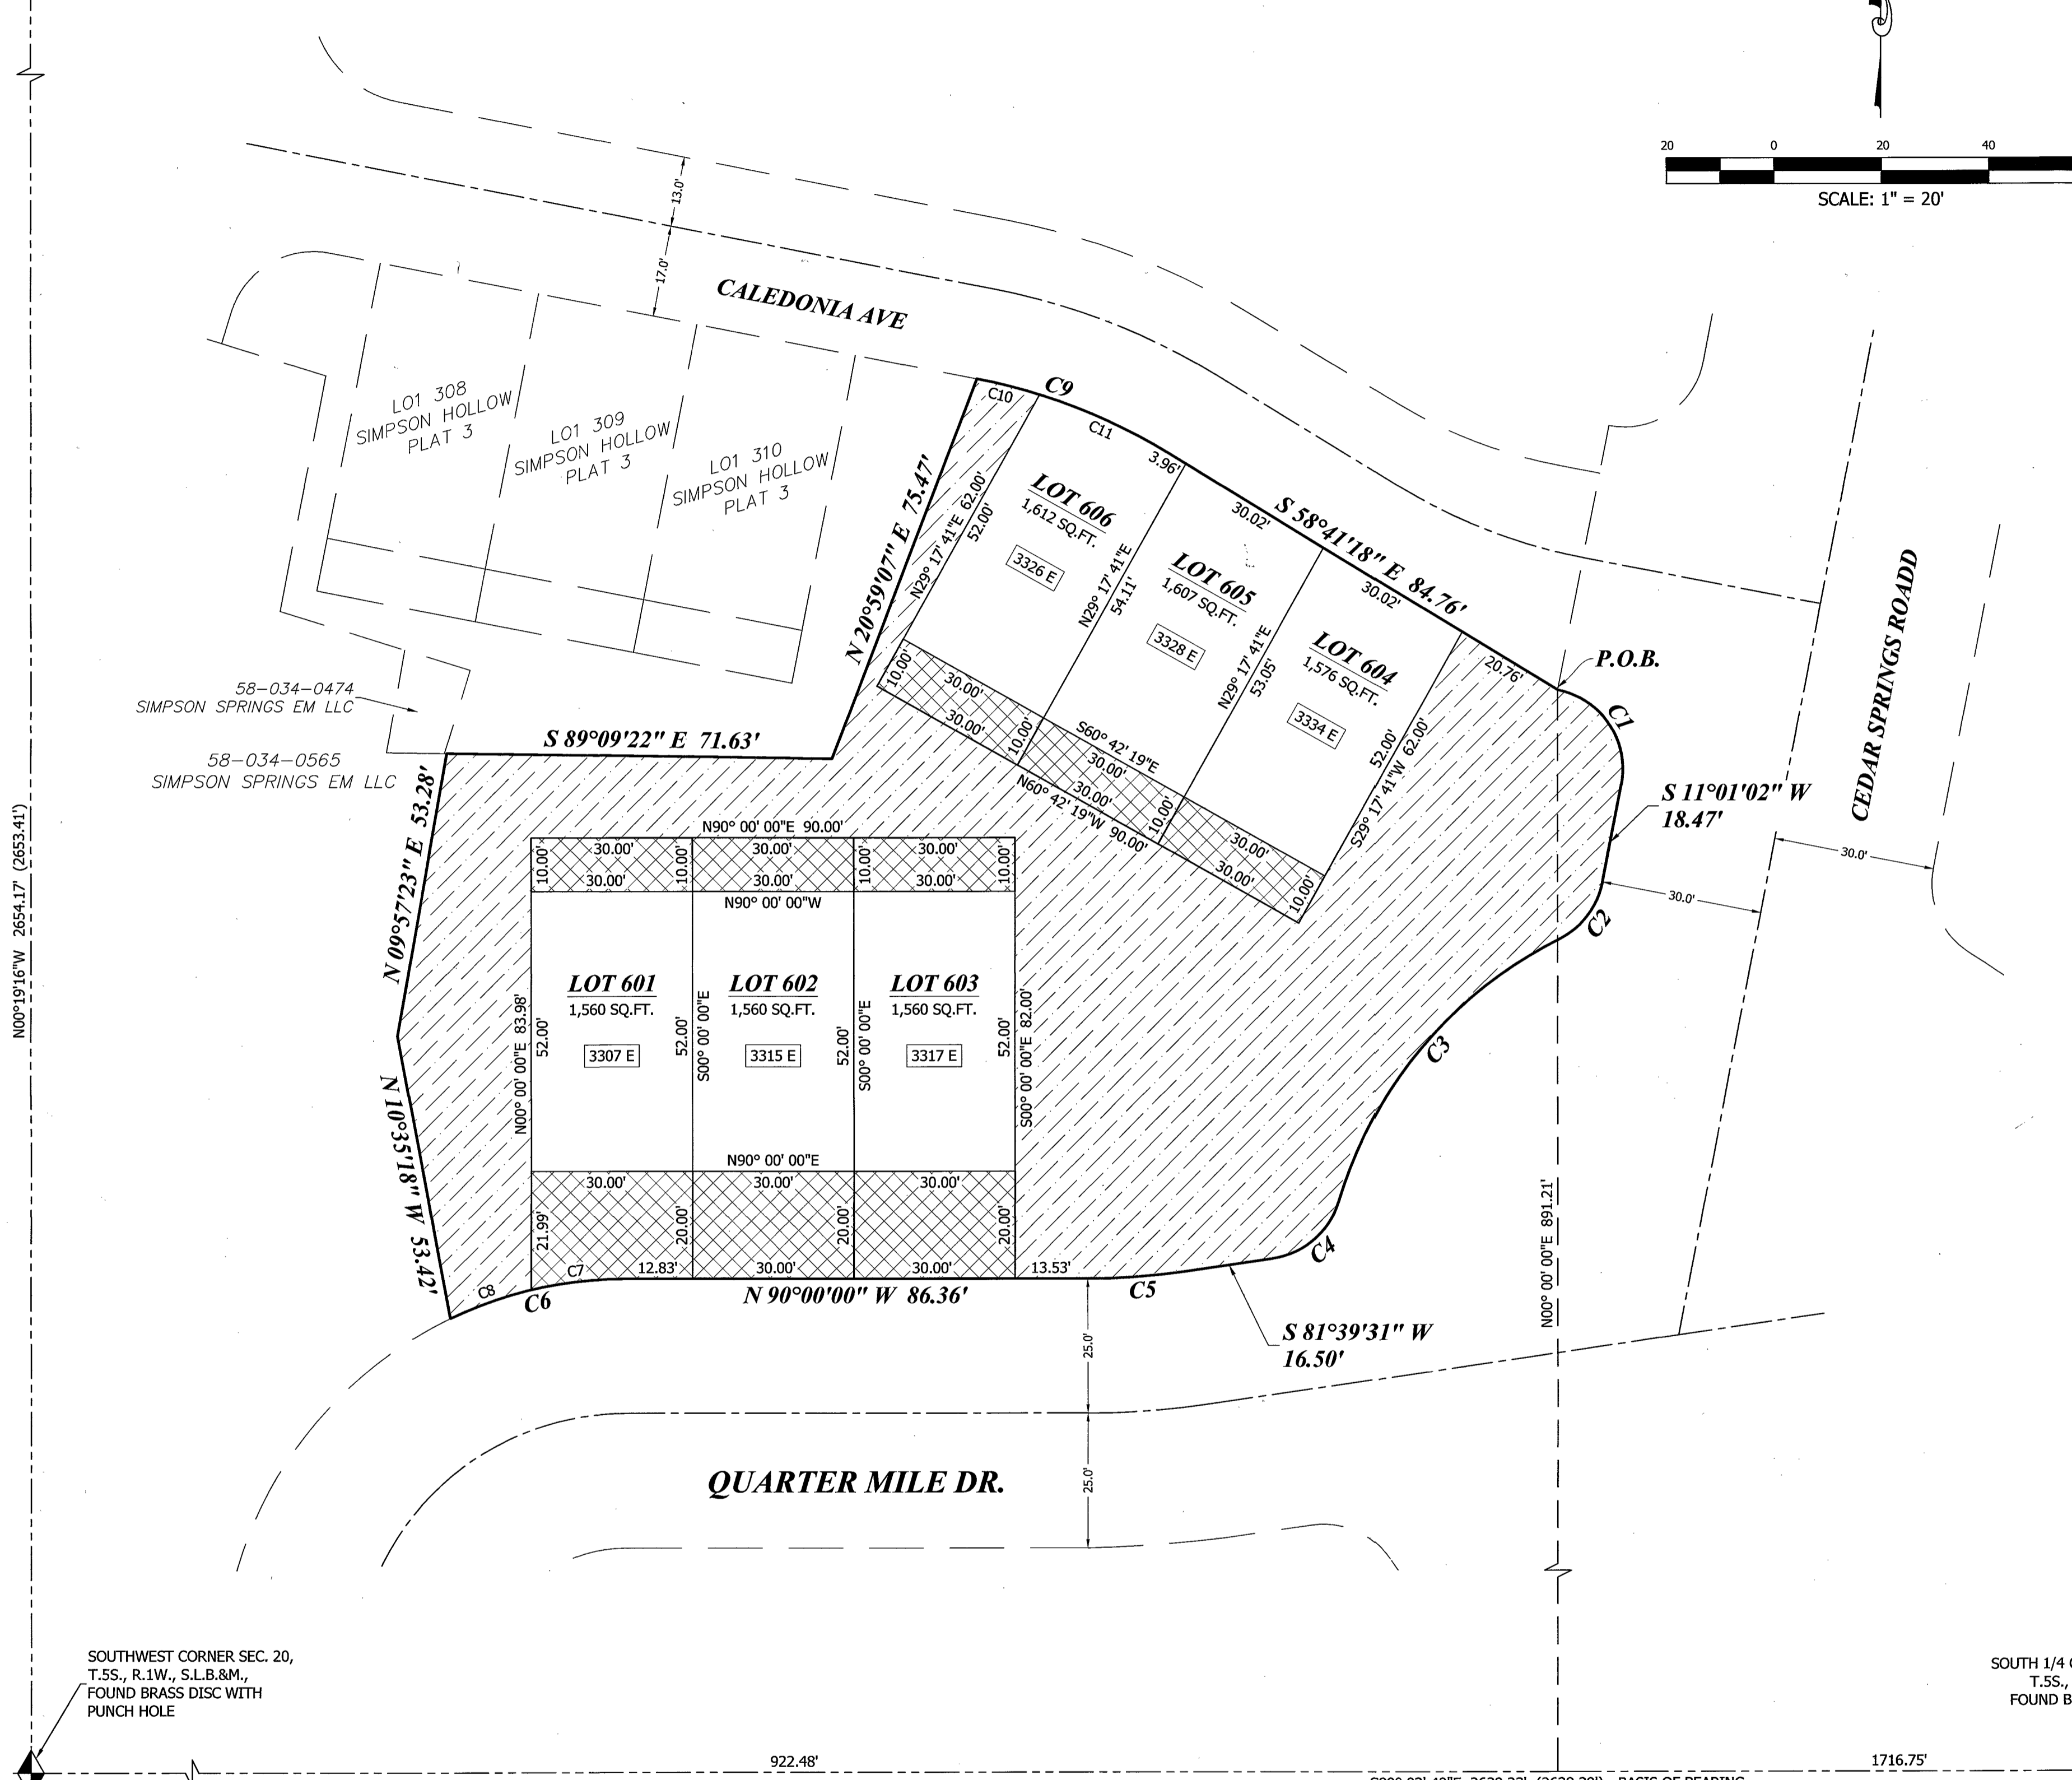 20 0 20 40
SCALE: 1" = 20'
13.0'
17.0'
CALEDONIA AVE
LO1 308
SIMPSON HOLLOW
PLAT 3
LO1 309
SIMPSON HOLLOW
PLAT 3
LO1 310
SIMPSON HOLLOW
PLAT 3
C10
C9
C11
3.96'
N 20°59'07" E 75.47'
N29° 17' 41"E 62.00'
52.00'
LOT 606
1,612 SQ.FT.
3326 E
N29° 17' 41"E
54.11'
30.02'
S 58°41'18" E 84.76'
LOT 605
1,607 SQ.FT.
3328 E
N29° 17' 41"E
53.05'
30.02'
LOT 604
1,576 SQ.FT.
3334 E
52.00'
S29° 17' 41"W 62.00'
20.76'
P.O.B.
C1
CEDAR SPRINGS ROADD
S 11°01'02" W
18.47'
30.0'
30.0'
C2
C3
10.00'
30.00'
30.00'
10.00'
S60° 42' 19"E
30.00'
30.00'
N60° 42' 19"W 90.00'
10.00'
30.00'
30.00'
10.00'
58-034-0474
SIMPSON SPRINGS EM LLC
58-034-0565
SIMPSON SPRINGS EM LLC
S 89°09'22" E 71.63'
N 09°57'23" E 53.28'
N 10°35'18" W 53.42'
N00°19'16"W 2654.17' (2653.41')
N90° 00' 00"E 90.00'
30.00' 30.00' 30.00'
10.00' 10.00' 10.00' 10.00'
30.00' 30.00' 30.00'
N90° 00' 00"W
LOT 601
1,560 SQ.FT.
3307 E
LOT 602
1,560 SQ.FT.
3315 E
LOT 603
1,560 SQ.FT.
3317 E
N00° 00' 00"E 83.98'
52.00'
52.00'
S00° 00' 00"E
52.00'
S00° 00' 00"E
52.00'
S00° 00' 00"E 82.00'
N90° 00' 00"E
30.00' 30.00' 30.00'
21.99' 20.00' 20.00' 20.00'
C8
C6
C7
12.83' 30.00' 30.00' 13.53'
N 90°00'00" W 86.36'
C5
C4
S 81°39'31" W
16.50'
N00° 00' 00"E 891.21'
25.0'
25.0'
QUARTER MILE DR.
SOUTHWEST CORNER SEC. 20,
T.5S., R.1W., S.L.B.&M.,
FOUND BRASS DISC WITH
PUNCH HOLE
SOUTH 1/4
T.5S.,
FOUND B
922.48'
1716.75'